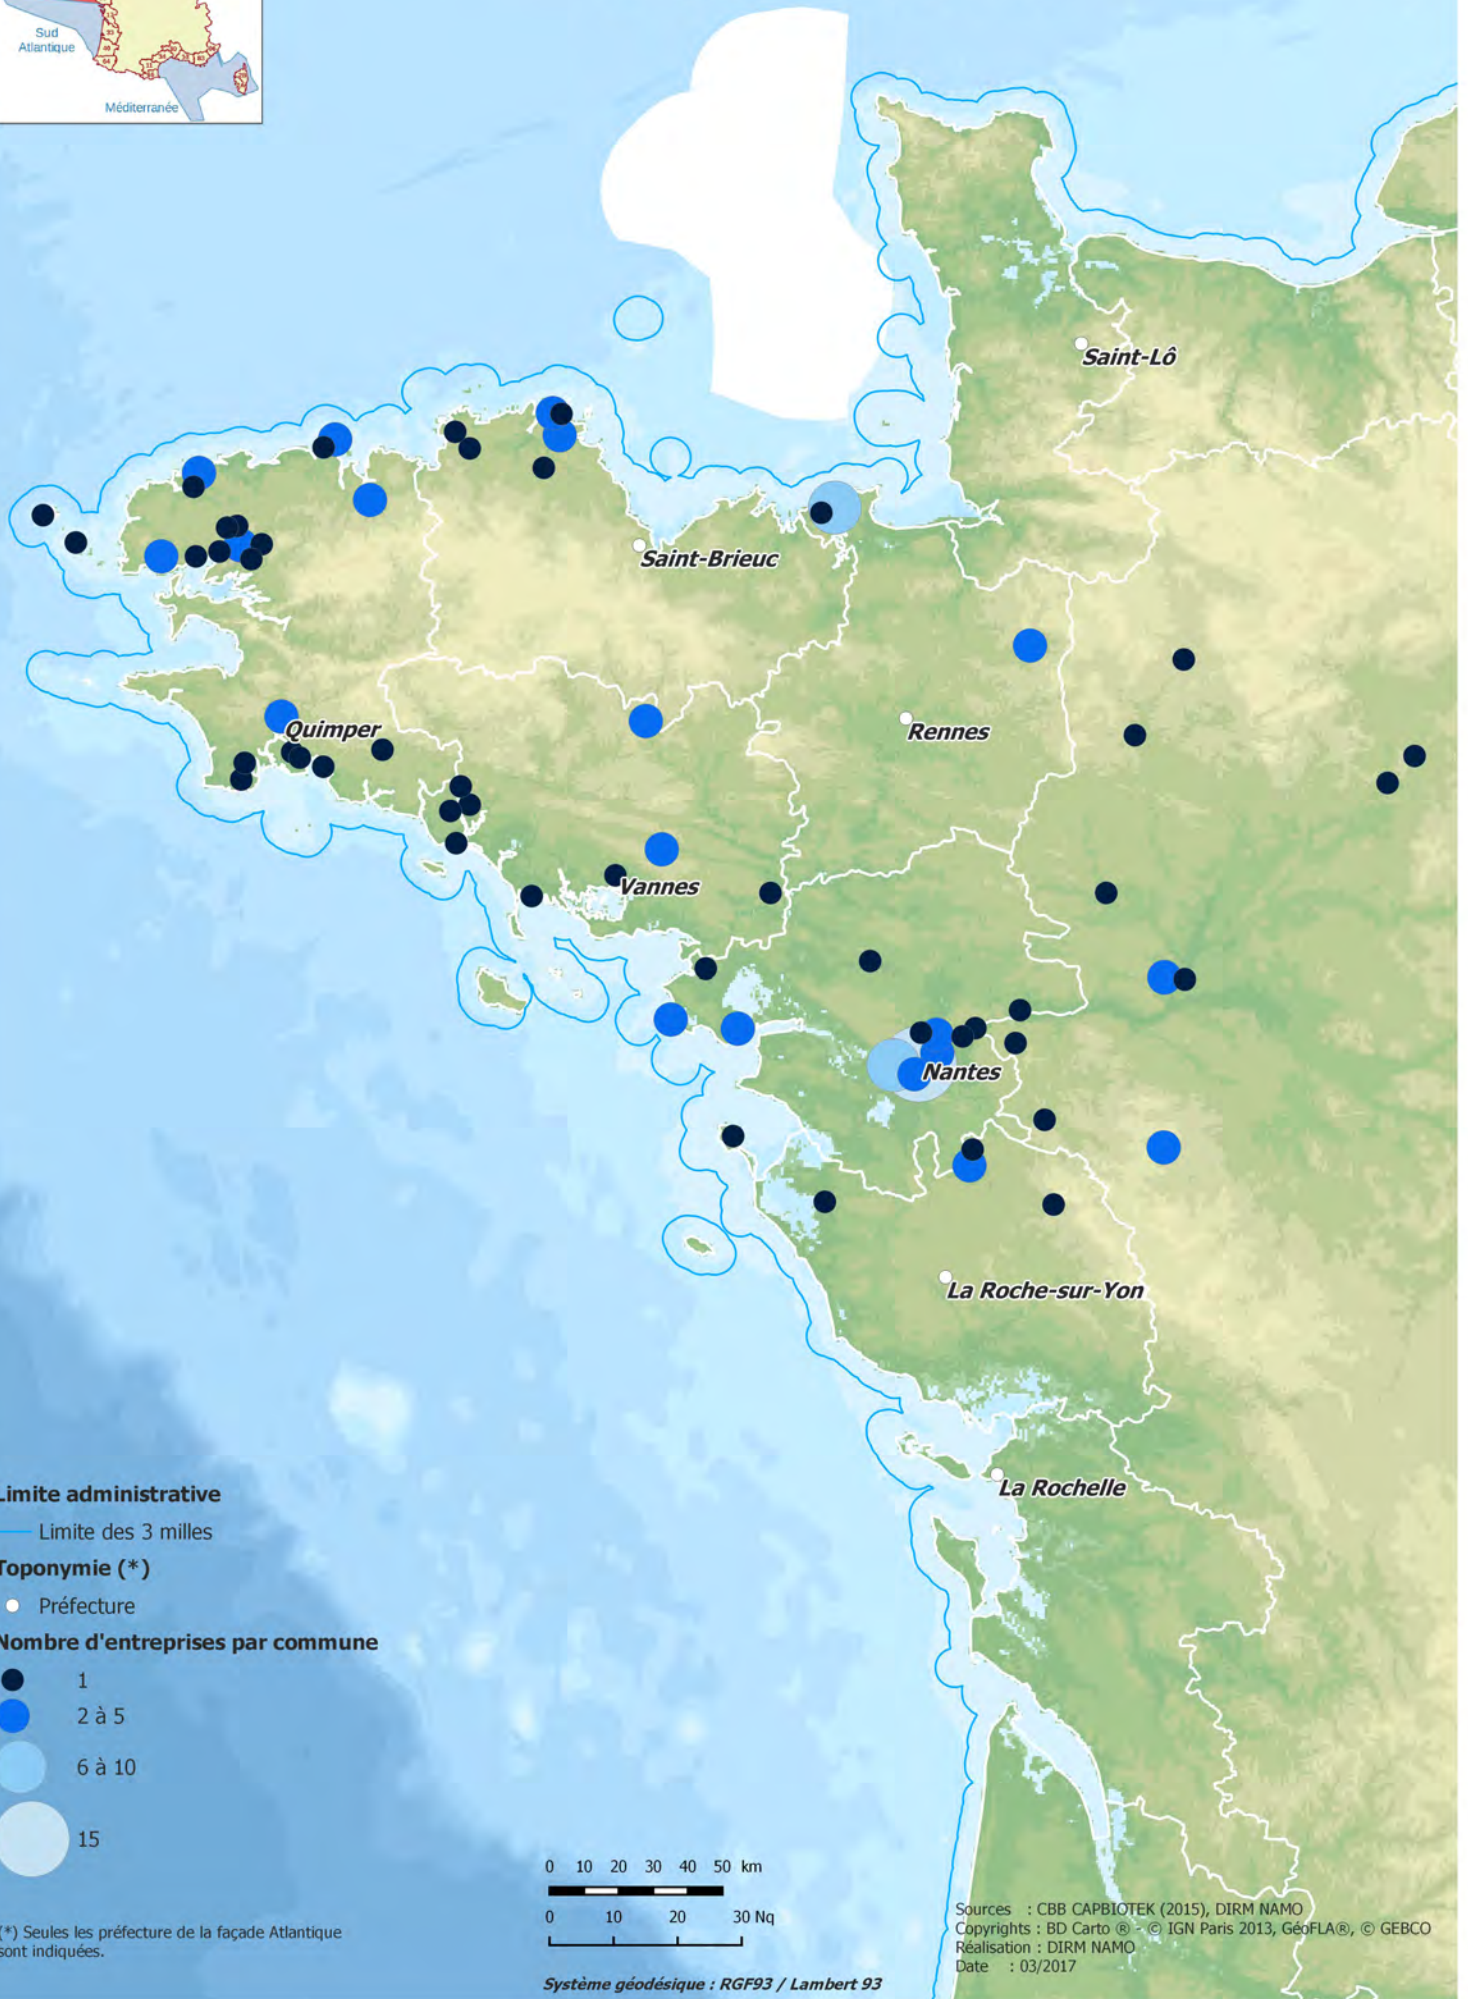 Sud
Atlantique
Méditerranée
Saint-Lô
Saint-Brieuc
Rennes
Quimper
Vannes
Nantes
La Roche-sur-Yon
La Rochelle
Limite administrative
Limite des 3 milles
Toponymie (*)
Préfecture
Nombre d'entreprises par commune
1
2 à 5
6 à 10
15
(*) Seules les préfecture de la façade Atlantique
sont indiquées.
0 10 20 30 40 50 km
0 10 20 30 Nq
Système géodésique : RGF93 / Lambert 93
Sources : CBB CAPBIOTEK (2015), DIRM NAMO
Copyrights : BD Carto ® - © IGN Paris 2013, GéoFLA®, © GEBCO
Réalisation : DIRM NAMO
Date : 03/2017